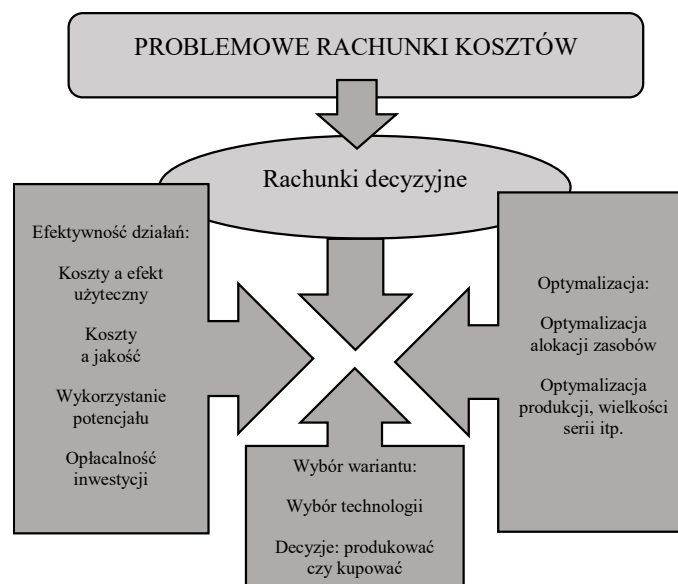 PROBLEMOWE RACHUNKI KOSZTÓW
Rachunki decyzyjne
Efektywność działań:
Koszty a efekt
użyteczny
Koszty
a jakość
Wykorzystanie
potencjału
Opłacalność
inwestycji
Optymalizacja:
Optymalizacja
alokacji zasobów
Optymalizacja
produkcji, wielkości
serii itp.
Wybór wariantu:
Wybór technologii
Decyzje: produkować
czy kupować